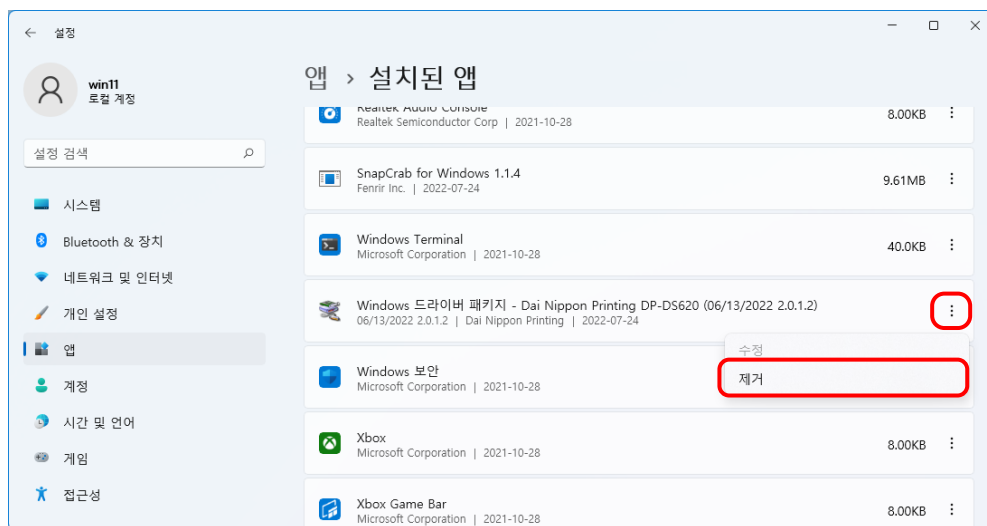 설정
win11
로컬 계정
설정 검색
시스템
Bluetooth & 장치
네트워크 및 인터넷
개인 설정
앱
계정
시간 및 언어
게임
접근성
앱 › 설치된 앱
Realtek Audio Console
Realtek Semiconductor Corp | 2021-10-28
8.00KB
SnapCrab for Windows 1.1.4
Fenrir Inc. | 2022-07-24
9.61MB
Windows Terminal
Microsoft Corporation | 2021-10-28
40.0KB
Windows 드라이버 패키지 - Dai Nippon Printing DP-DS620 (06/13/2022 2.0.1.2)
06/13/2022 2.0.1.2 | Dai Nippon Printing | 2022-07-24
수정
제거
Windows 보안
Microsoft Corporation | 2021-10-28
Xbox
Microsoft Corporation | 2021-10-28
8.00KB
Xbox Game Bar
Microsoft Corporation | 2021-10-28
8.00KB